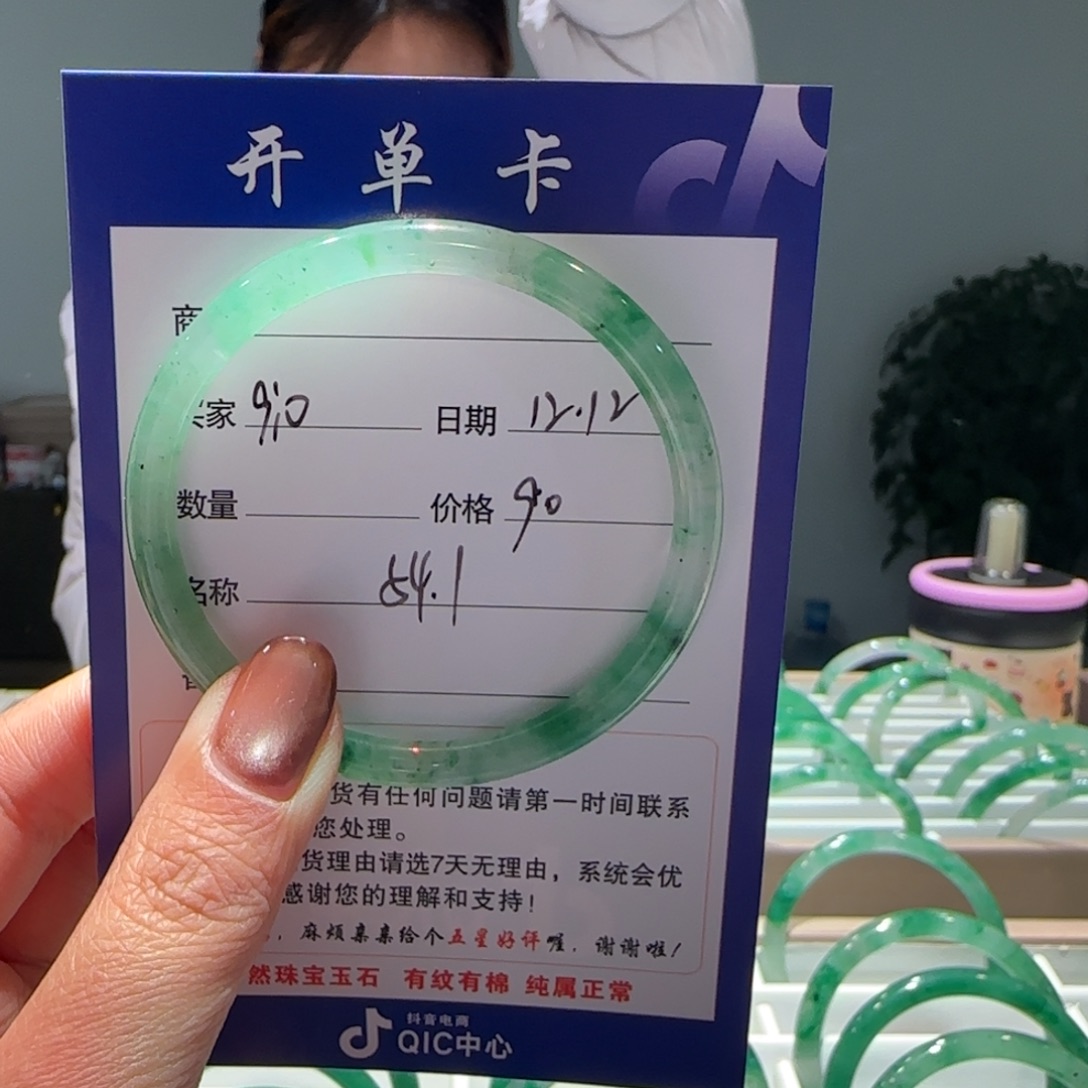 开单卡
商
买家 910 日期 12.12
数量 价格 90
名称 54.1
货有任何问题请第一时间联系
您处理。
货理由请选7天无理由，系统会优
感谢您的理解和支持！
，麻烦亲亲给个五星好评喔，谢谢啦！
然珠宝玉石 有纹有棉 纯属正常
抖音电商
QIC中心